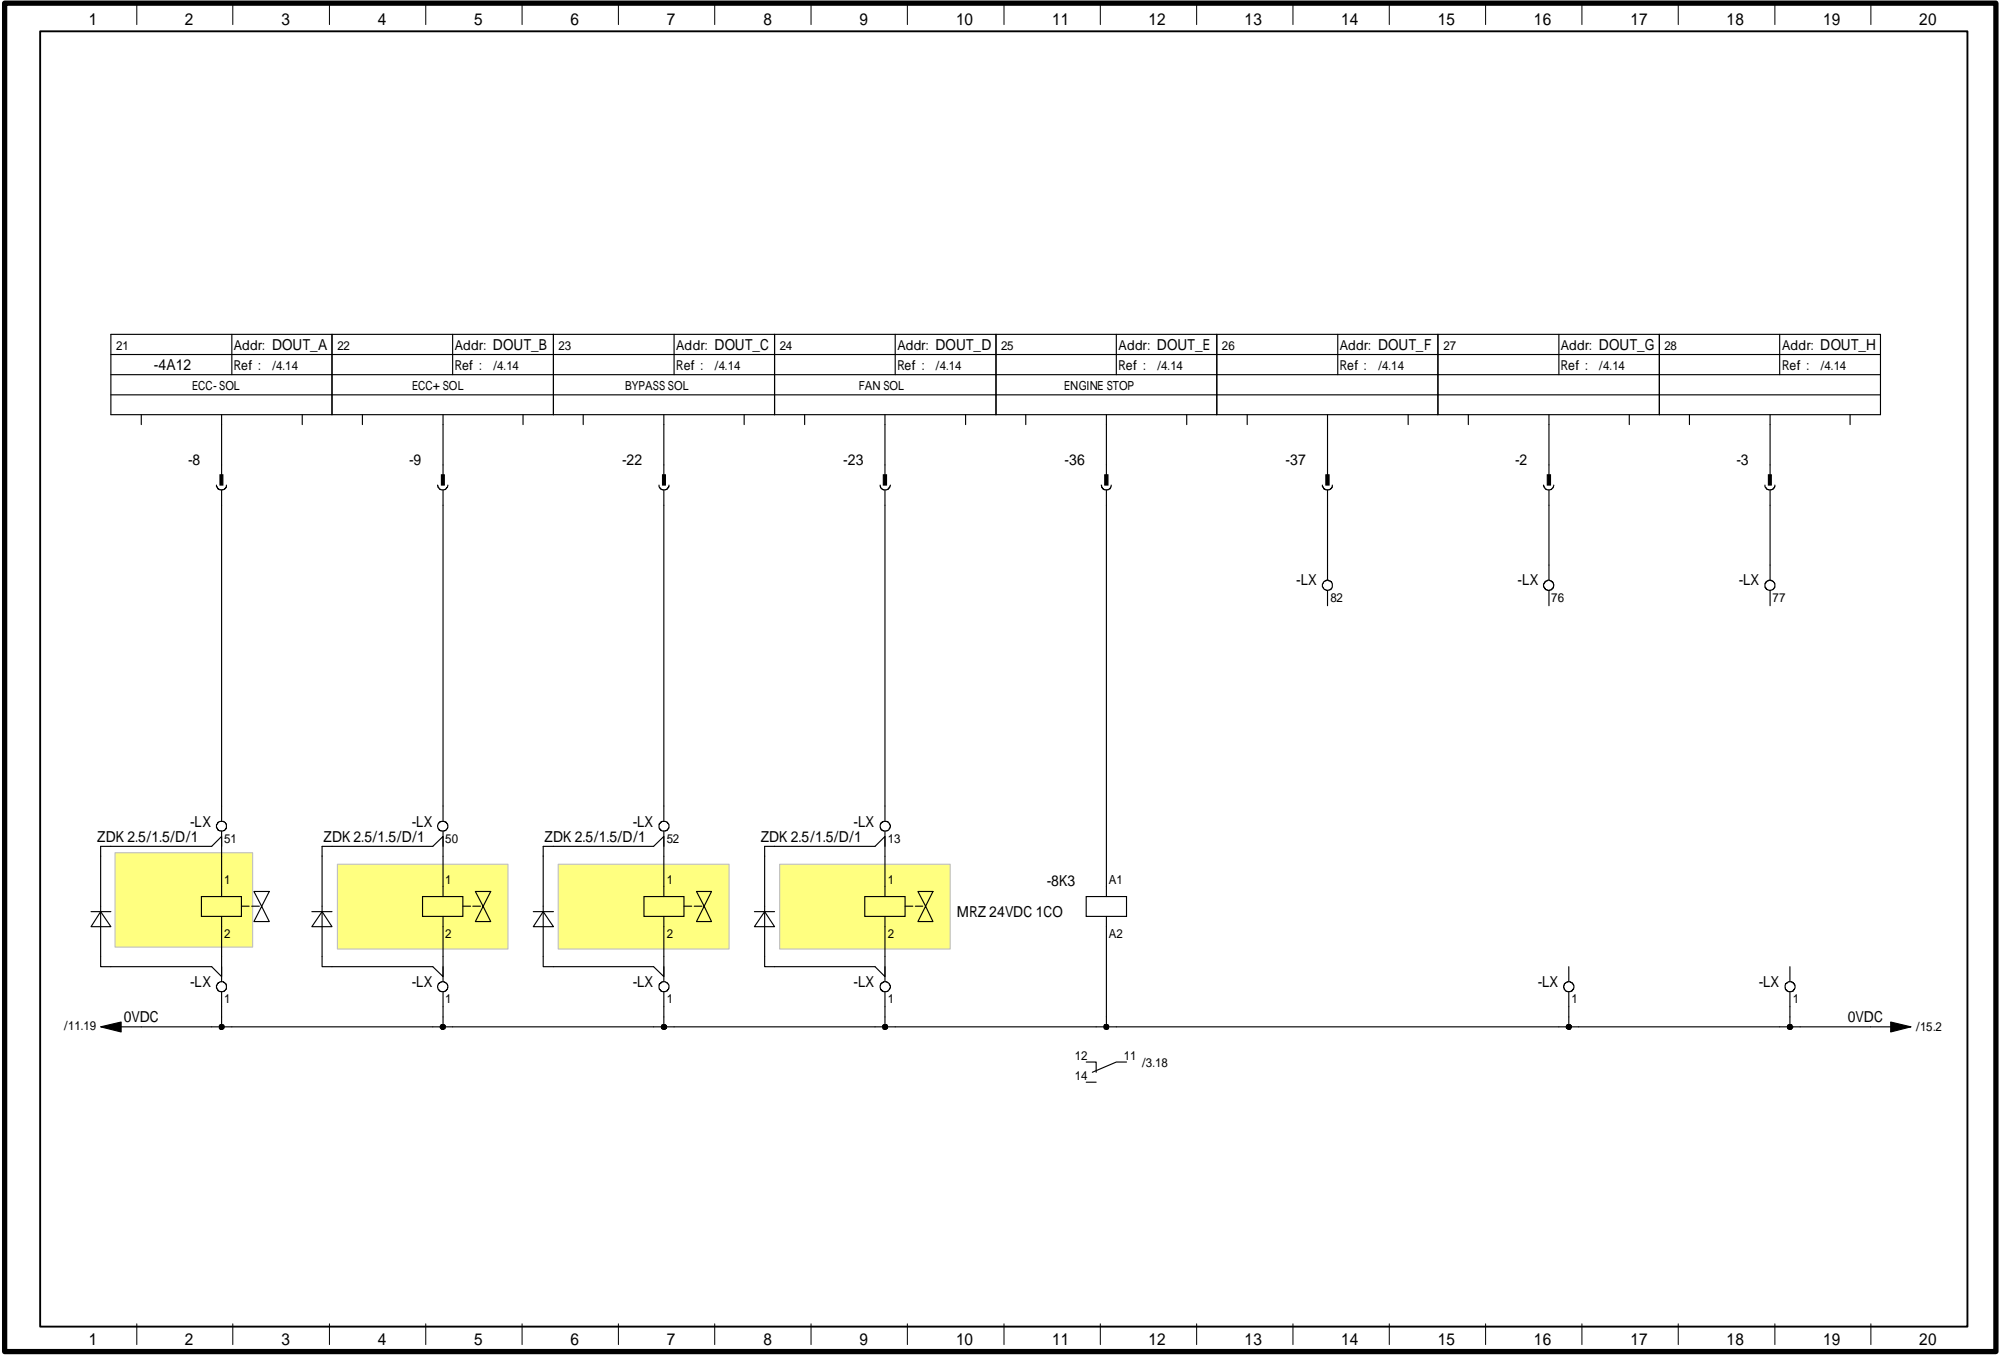 1 2 3 4 5 6 7 8 9 10 11 12 13 14 15 16 17 18 19 20
21 Addr: DOUT_A 22 Addr: DOUT_B 23 Addr: DOUT_C 24 Addr: DOUT_D 25 Addr: DOUT_E 26 Addr: DOUT_F 27 Addr: DOUT_G 28 Addr: DOUT_H
-4A12 Ref : /4.14 Ref : /4.14 Ref : /4.14 Ref : /4.14 Ref : /4.14 Ref : /4.14 Ref : /4.14 Ref : /4.14
ECC- SOL ECC+ SOL BYPASS SOL FAN SOL ENGINE STOP
-8 -9 -22 -23 -36 -37 -2 -3
-LX -LX -LX
82 76 77
-LX -LX -LX -LX
ZDK 2.5/1.5/D/1 51 ZDK 2.5/1.5/D/1 50 ZDK 2.5/1.5/D/1 52 ZDK 2.5/1.5/D/1 13
1 1 1 1 -8K3 A1
MRZ 24VDC 1CO
2 2 2 2 A2
-LX -LX -LX -LX -LX -LX
1 1 1 1 1 1
/11.19 0VDC 0VDC /15.2
12 11 /3.18
14
1 2 3 4 5 6 7 8 9 10 11 12 13 14 15 16 17 18 19 20